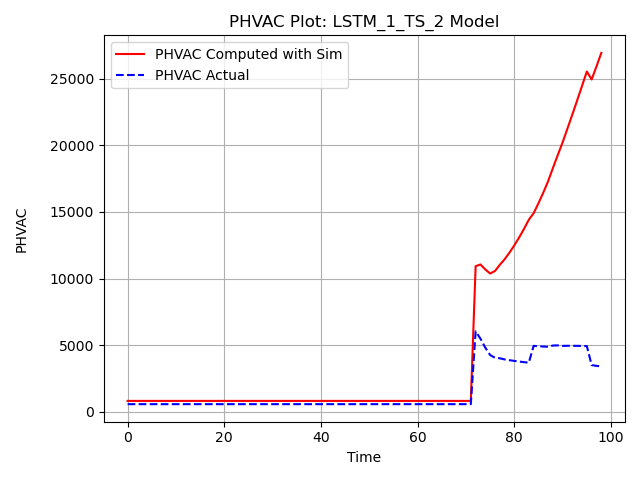 PHVAC Plot: LSTM_1_TS_2 Model
PHVAC Computed with Sim
PHVAC Actual
25000
20000
15000
10000
5000
0
PHVAC
0 20 40 60 80 100
Time